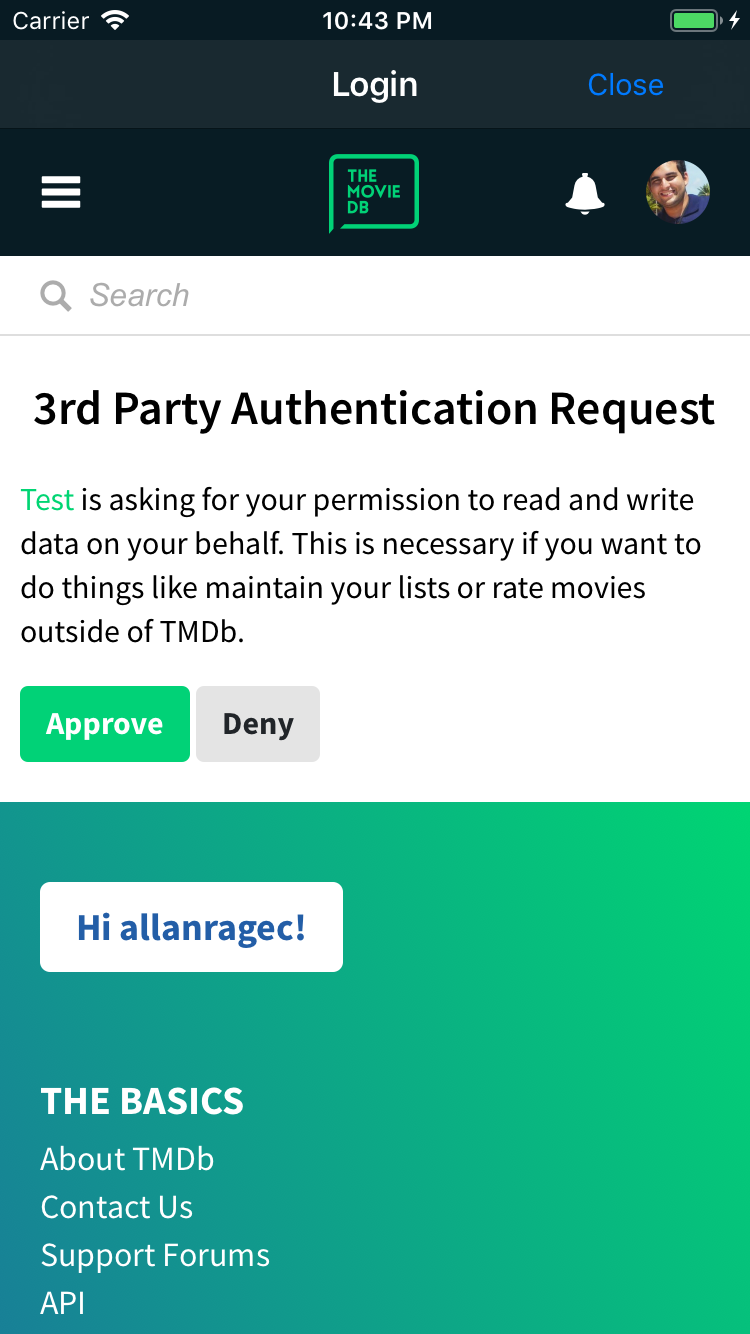 Carrier 10:43 PM
Login Close
THE
MOVIE
DB
Search
3rd Party Authentication Request
Test is asking for your permission to read and write
data on your behalf. This is necessary if you want to
do things like maintain your lists or rate movies
outside of TMDb.
Approve Deny
Hi allanragec!
THE BASICS
About TMDb
Contact Us
Support Forums
API